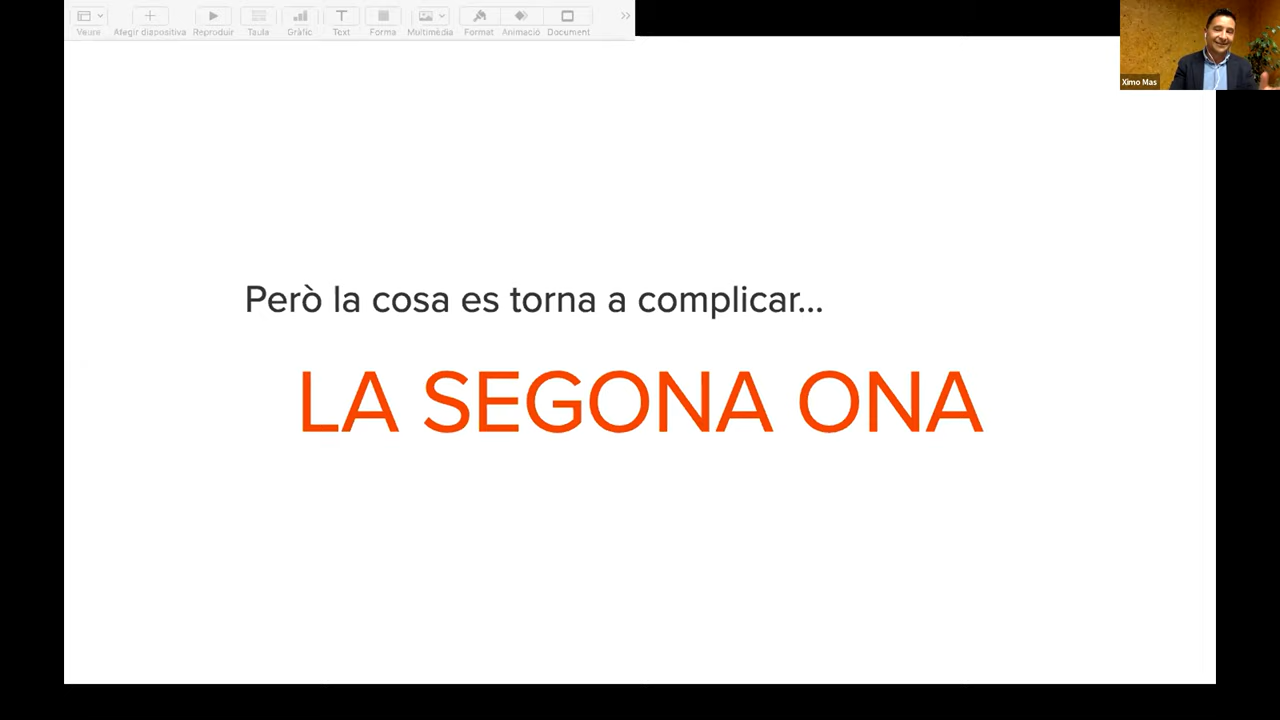 Veure
Afegir diapositiva
Reproduir
Taula
Gràfic
Text
Forma
Multimèdia
Format
Animació
Document
Ximo Mas
Però la cosa es torna a complicar...
LA SEGONA ONA